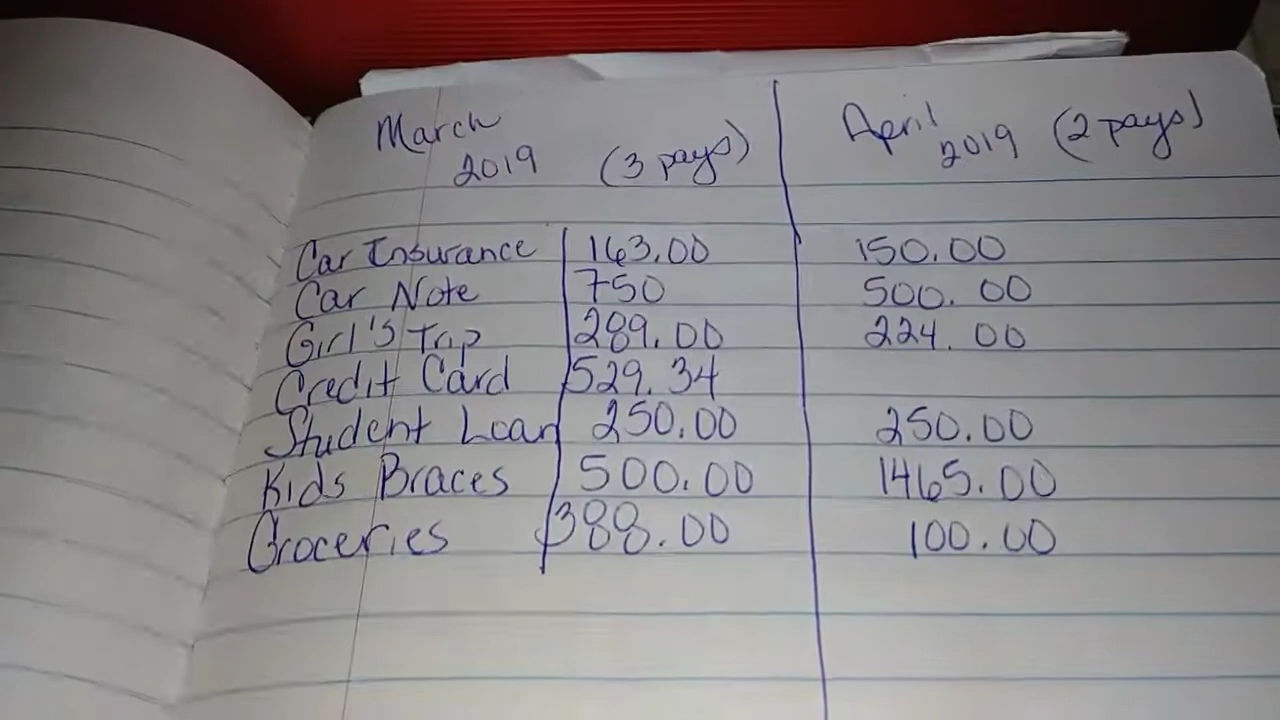 March 2019 (3 pays) April 2019 (2 pays)
Car Insurance 163.00 150.00
Car Note 750 500.00
Girl's Trip 289.00 224.00
Credit Card 529.34
Student Loan 250.00 250.00
Kids Braces 500.00 1465.00
Groceries 388.00 100.00